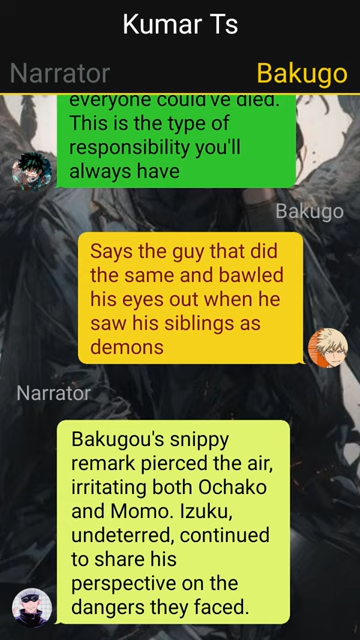 Kumar Ts
Narrator
Bakugo
everyone could've died.
This is the type of
responsibility you'll
always have
Bakugo
Says the guy that did
the same and bawled
his eyes out when he
saw his siblings as
demons
Narrator
Bakugou's snippy
remark pierced the air,
irritating both Ochako
and Momo. Izuku,
undeterred, continued
to share his
perspective on the
dangers they faced.